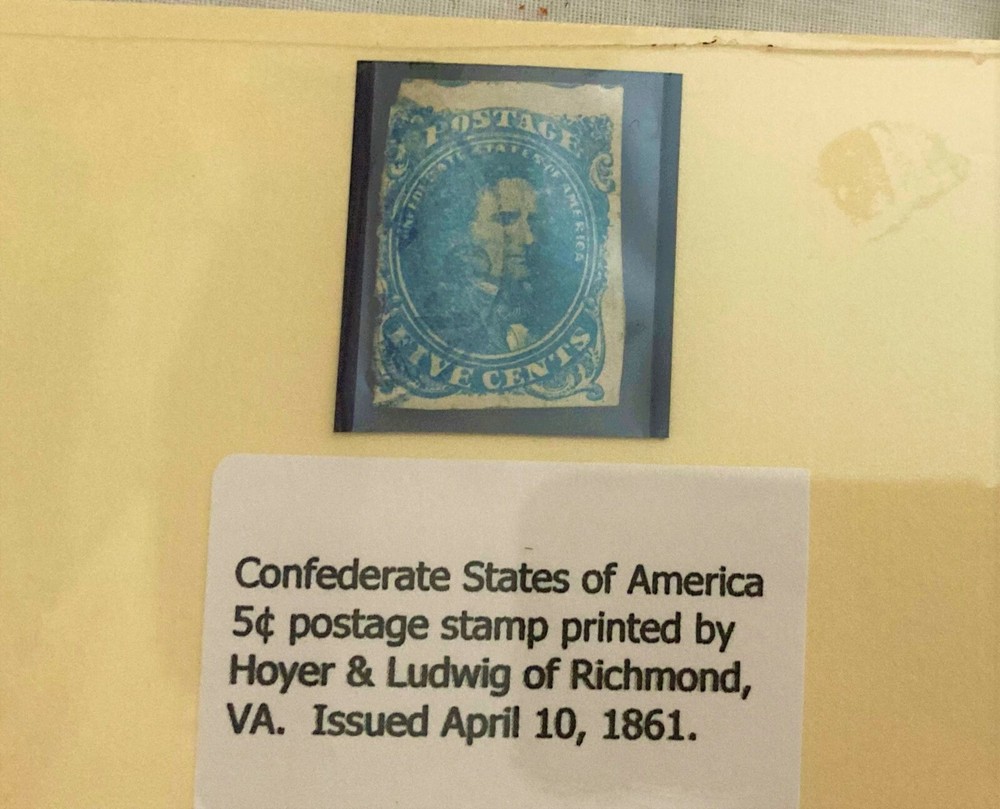 POSTAGE
CONFEDERATE STATES OF AMERICA
FIVE CENTS
Confederate States of America
5¢ postage stamp printed by
Hoyer & Ludwig of Richmond,
VA. Issued April 10, 1861.